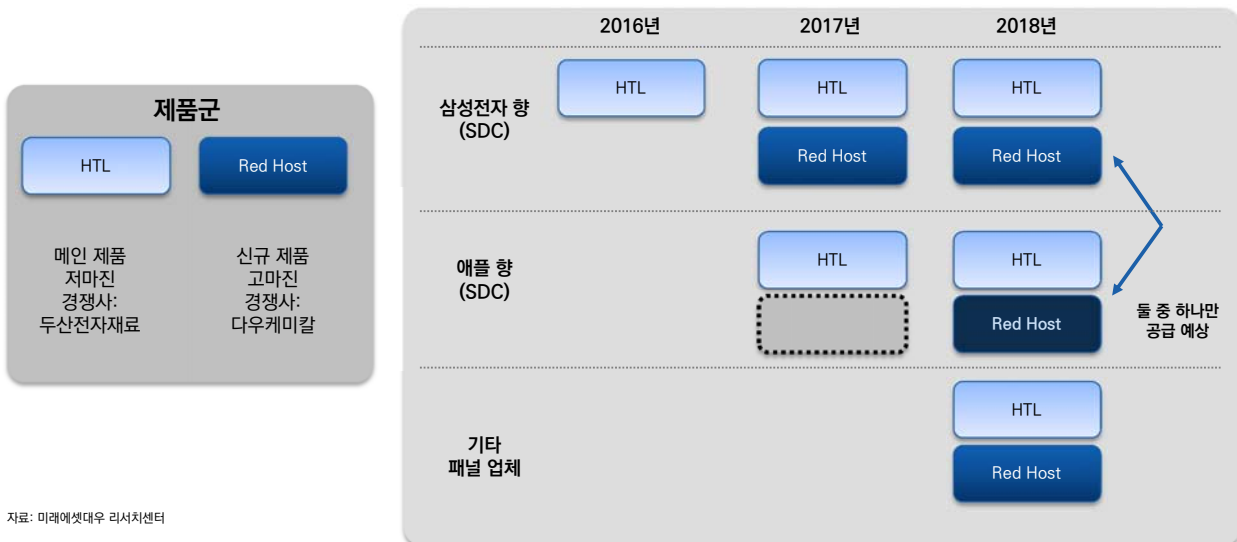 제품군
HTL
Red Host
메인 제품
저마진
경쟁사:
두산전자재료
신규 제품
고마진
경쟁사:
다우케미칼
2016년
2017년
2018년
삼성전자 향
(SDC)
HTL
HTL
HTL
Red Host
Red Host
애플 향
(SDC)
HTL
HTL
Red Host
둘 중 하나만
공급 예상
기타
패널 업체
HTL
Red Host
자료: 미래에셋대우 리서치센터